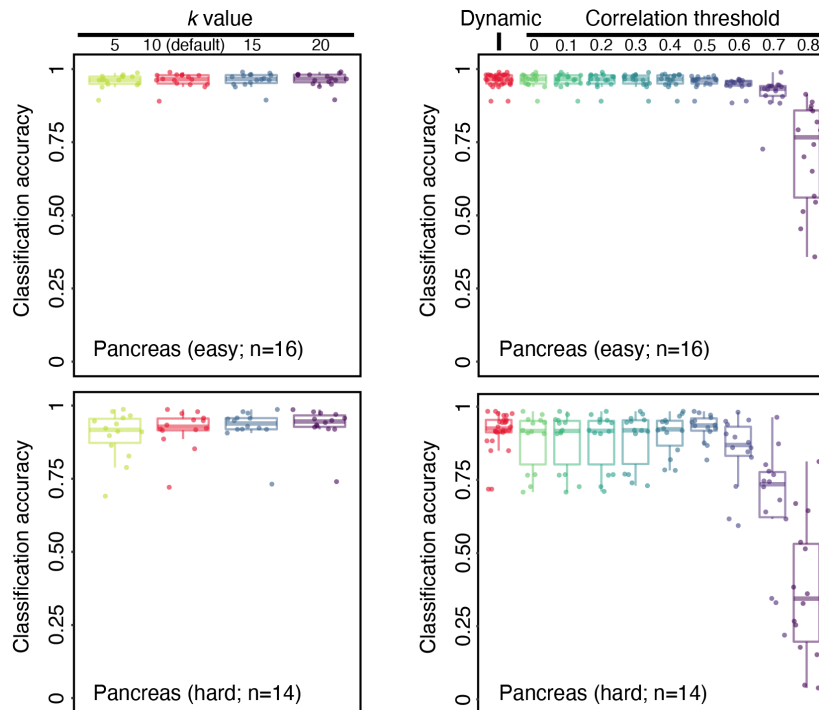 k value
5 10 (default) 15 20
Classification accuracy
1
0.75
0.50
0.25
0
Pancreas (easy; n=16)
Dynamic Correlation threshold
0 0.1 0.2 0.3 0.4 0.5 0.6 0.7 0.8
Classification accuracy
1
0.75
0.50
0.25
0
Pancreas (easy; n=16)
Classification accuracy
1
0.75
0.50
0.25
0
Pancreas (hard; n=14)
Classification accuracy
1
0.75
0.50
0.25
0
Pancreas (hard; n=14)